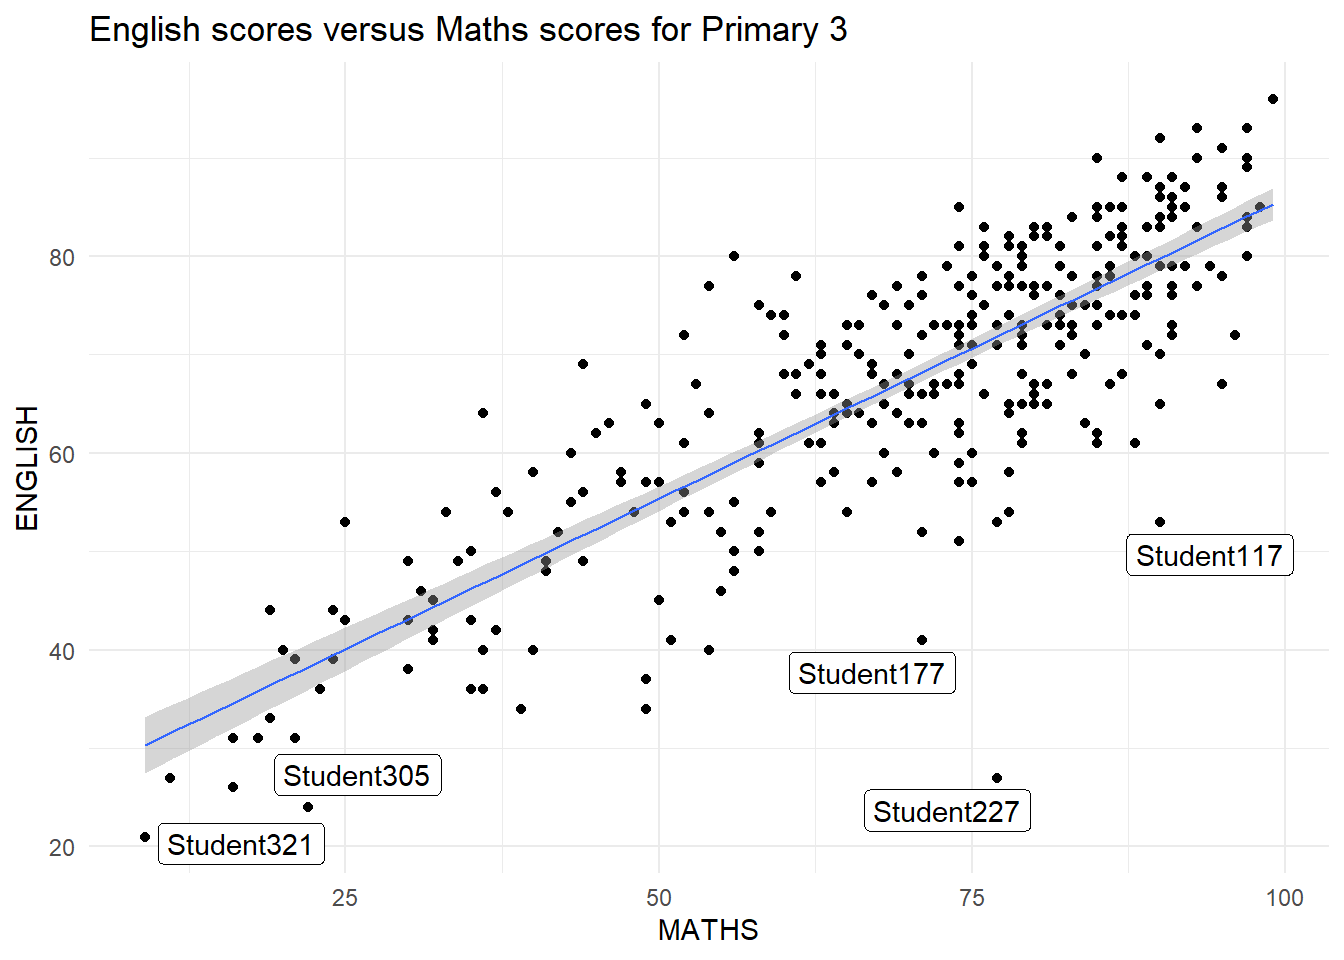 English scores versus Maths scores for Primary 3
ENGLISH
80
60
40
20
Student117
Student177
Student305
Student227
Student321
25
50
75
100
MATHS